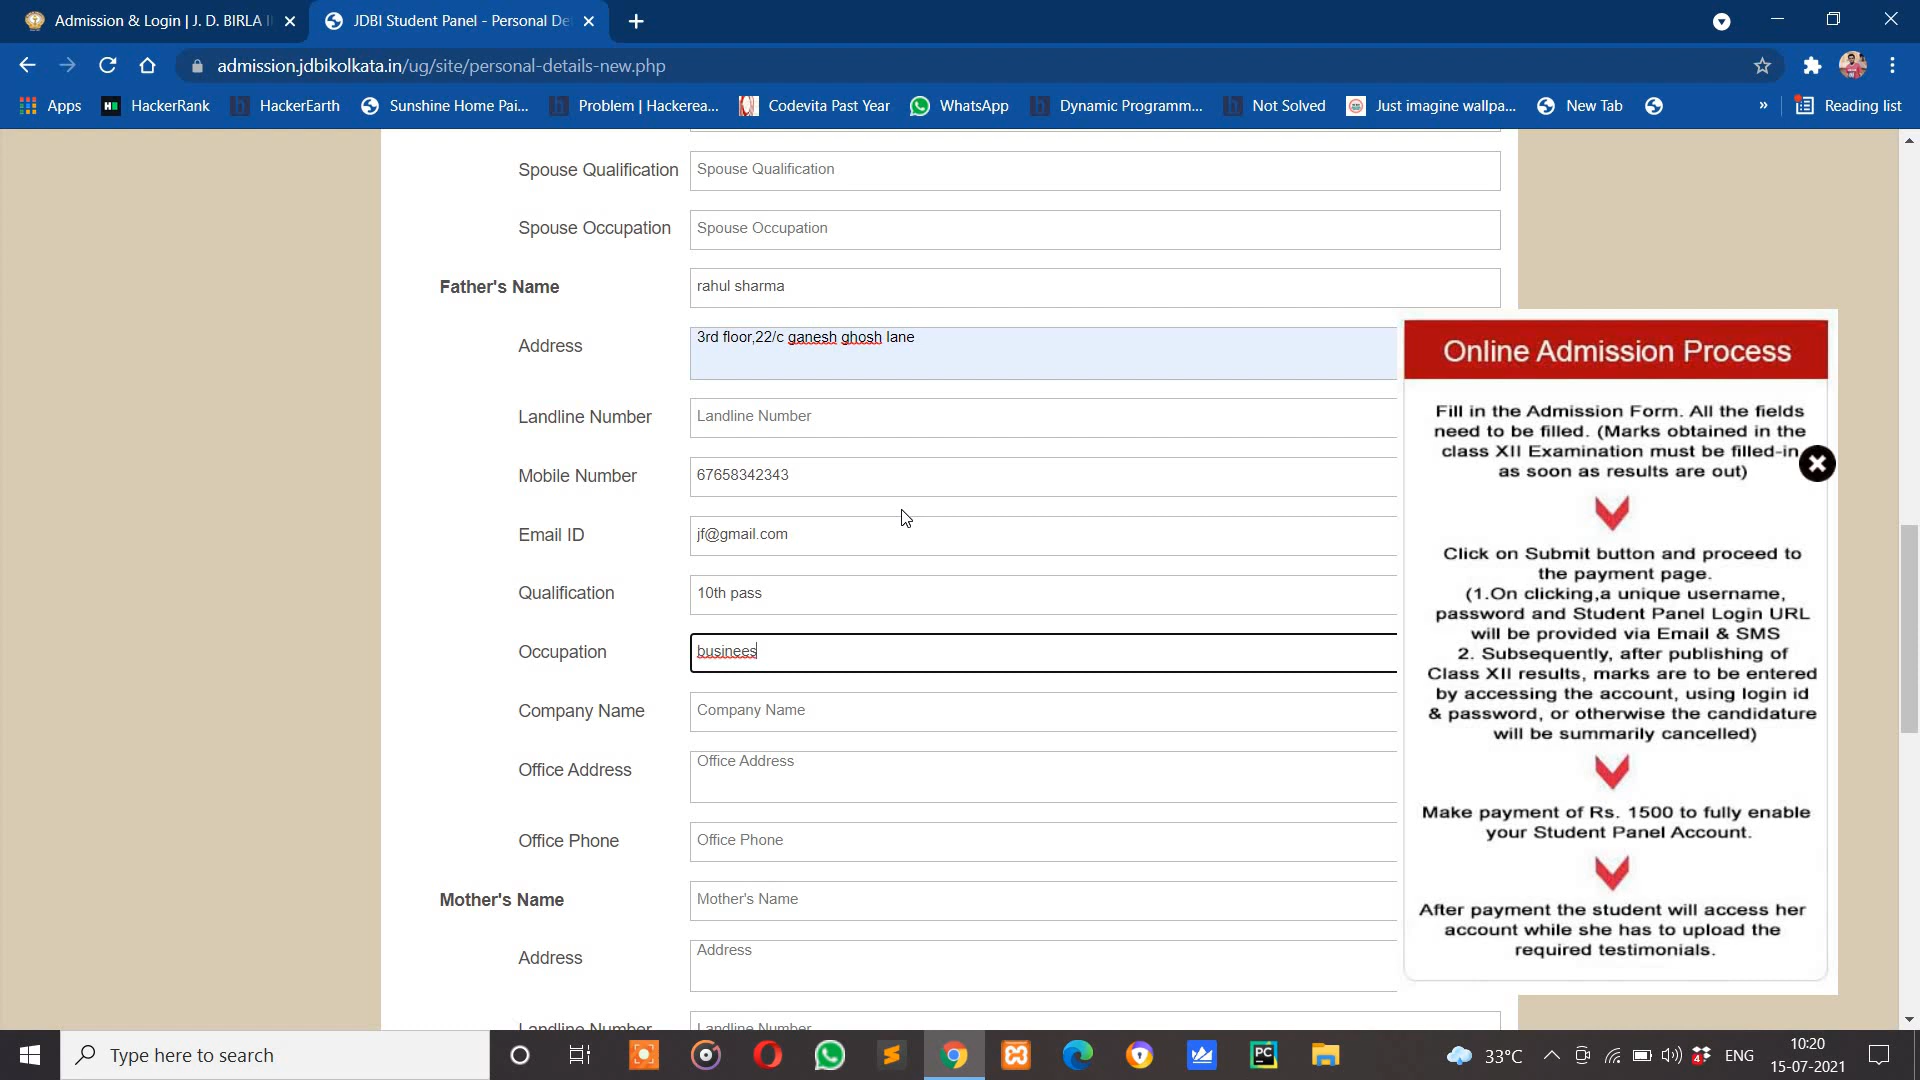 Admission & Login | J. D. BIRLA I
JDBI Student Panel - Personal De
admission.jdbikolkata.in/ug/site/personal-details-new.php
Apps
HackerRank
HackerEarth
Sunshine Home Pai...
Problem | Hackerea...
Codevita Past Year
WhatsApp
Dynamic Programm...
Not Solved
Just imagine wallpa...
New Tab
»
Reading list
Spouse Qualification
Spouse Qualification
Spouse Occupation
Spouse Occupation
Father's Name
rahul sharma
Address
3rd floor,22/c ganesh ghosh lane
Landline Number
Landline Number
Mobile Number
67658342343
Email ID
jf@gmail.com
Qualification
10th pass
Occupation
businees
Company Name
Company Name
Office Address
Office Address
Office Phone
Office Phone
Mother's Name
Mother's Name
Address
Address
Landline Number
Landline Number
Online Admission Process
Fill in the Admission Form. All the fields
need to be filled. (Marks obtained in the
class XII Examination must be filled-in
as soon as results are out)
Click on Submit button and proceed to
the payment page.
(1.On clicking,a unique username,
password and Student Panel Login URL
will be provided via Email & SMS
2. Subsequently, after publishing of
Class XII results, marks are to be entered
by accessing the account, using login id
& password, or otherwise the candidature
will be summarily cancelled)
Make payment of Rs. 1500 to fully enable
your Student Panel Account.
After payment the student will access her
account while she has to upload the
required testimonials.
Type here to search
PC
33°C
4
ENG
10:20
15-07-2021